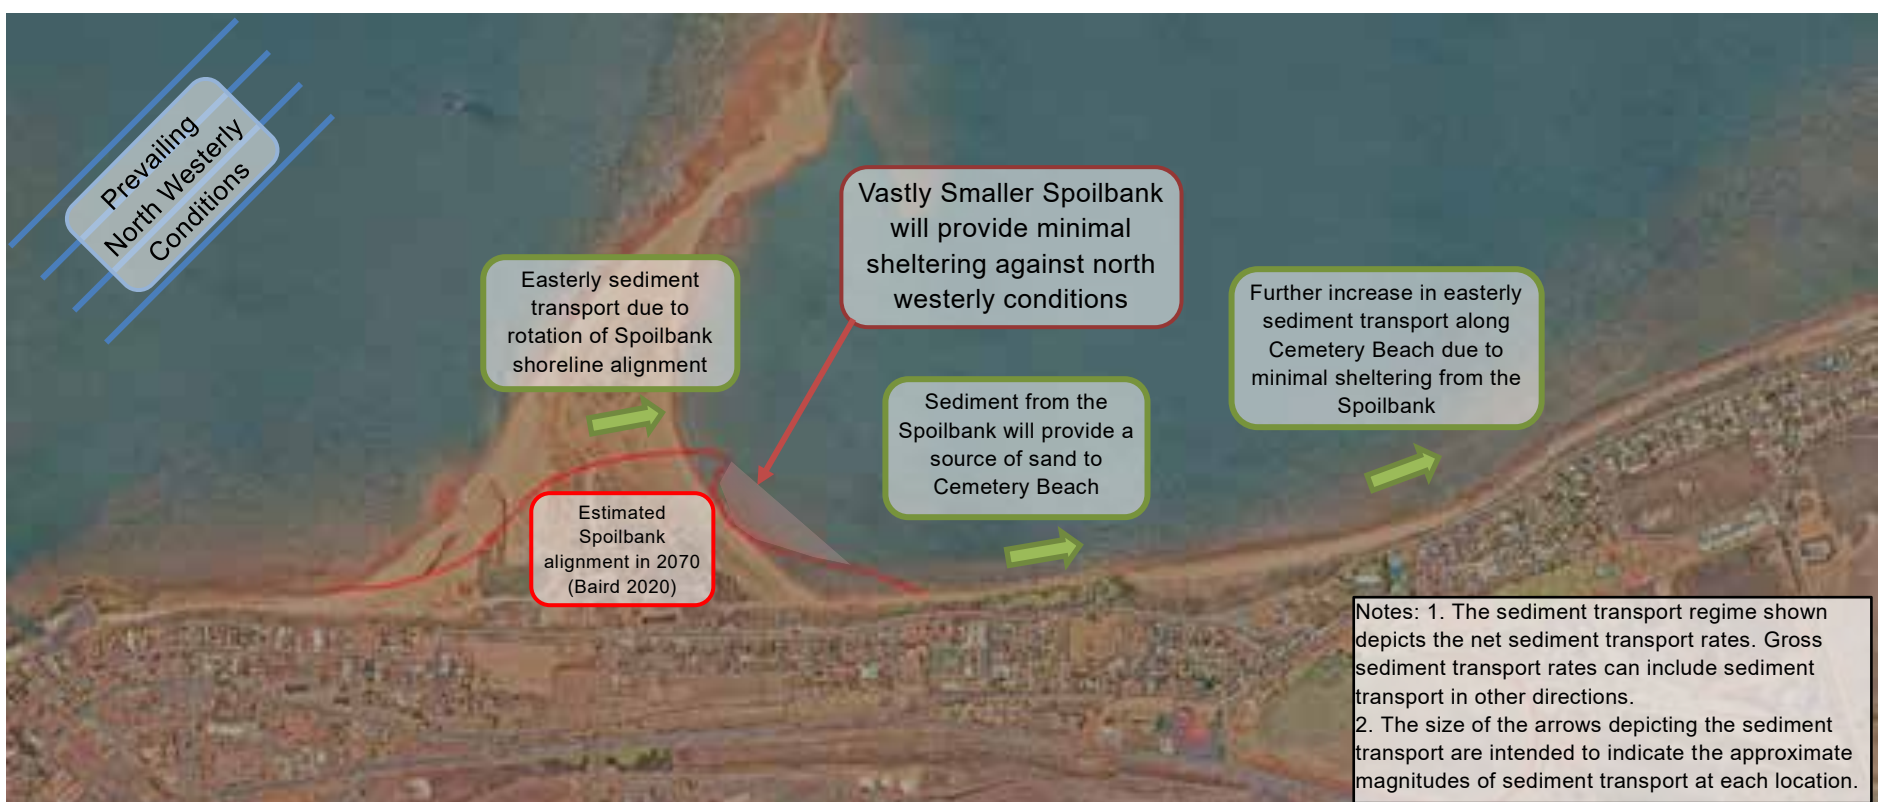 Prevailing
North Westerly
Conditions
Vastly Smaller Spoilbank
will provide minimal
sheltering against north
westerly conditions
Easterly sediment
transport due to
rotation of Spoilbank
shoreline alignment
Further increase in easterly
sediment transport along
Cemetery Beach due to
minimal sheltering from the
Spoilbank
Sediment from the
Spoilbank will provide a
source of sand to
Cemetery Beach
Estimated
Spoilbank
alignment in 2070
(Baird 2020)
Notes: 1. The sediment transport regime shown
depicts the net sediment transport rates. Gross
sediment transport rates can include sediment
transport in other directions.
2. The size of the arrows depicting the sediment
transport are intended to indicate the approximate
magnitudes of sediment transport at each location.